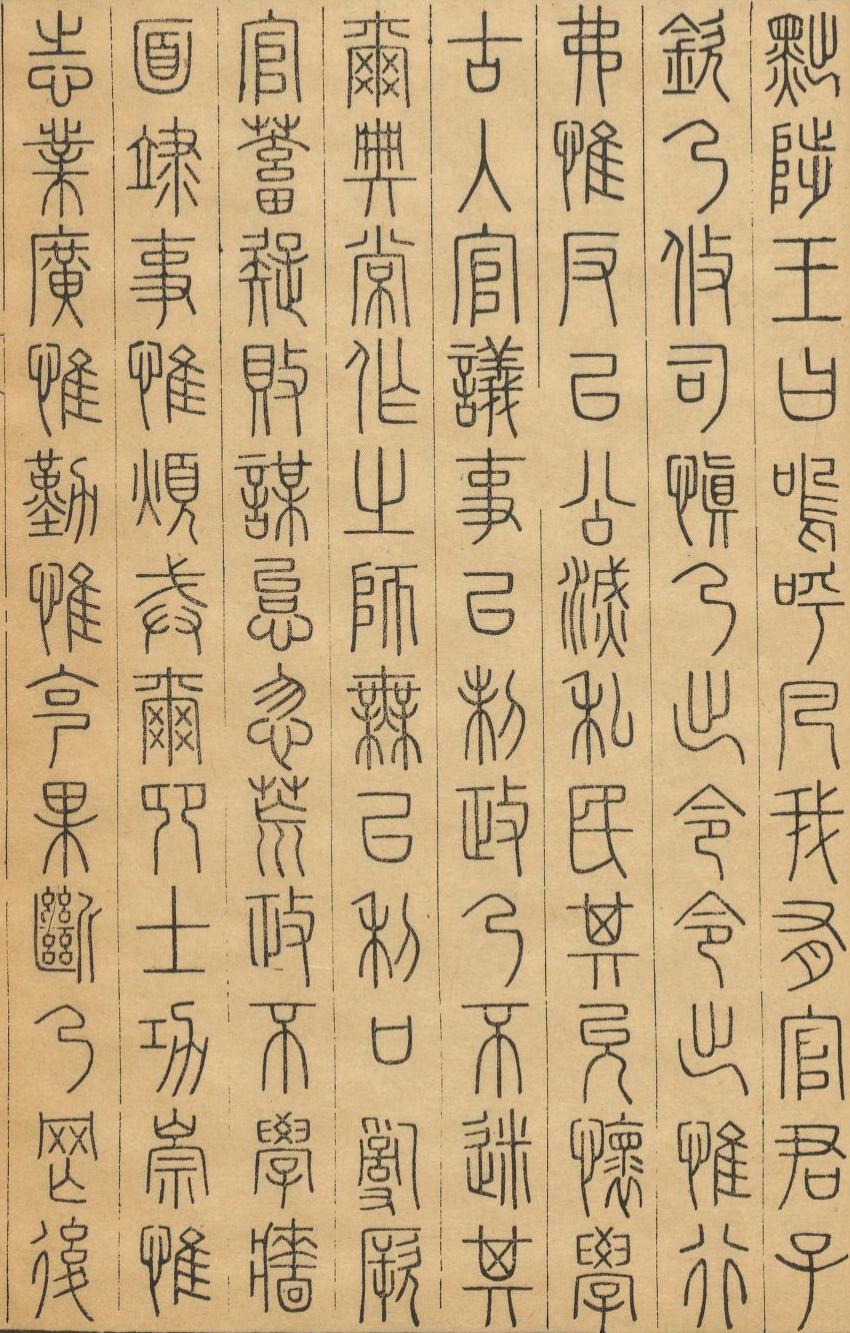 黜陟王曰嗚呼凡我有官君子
欽乃攸司慎乃出令令出惟行
弗惟反以公滅私民其允懷學
古入官議事以制政乃不迷其
爾典常作之師無以利口亂厥
官蓄疑敗謀怠忽荒政不學牆
面蒞事惟煩戒爾卿士功崇惟
志業廣惟勤惟克果斷乃罔後